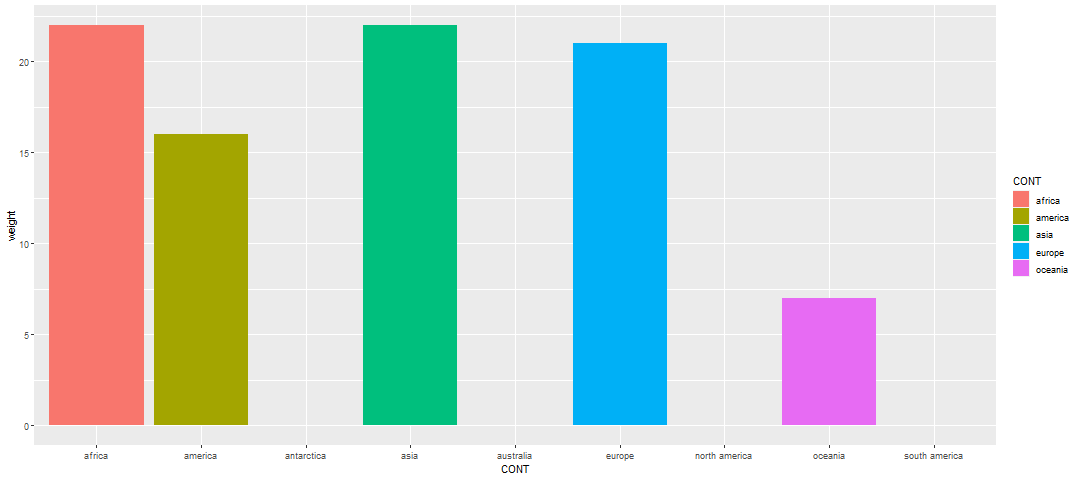 weight
20
15
10
5
0
africa america antarctica asia australia europe north america oceania south america
CONT
CONT
africa
america
asia
europe
oceania